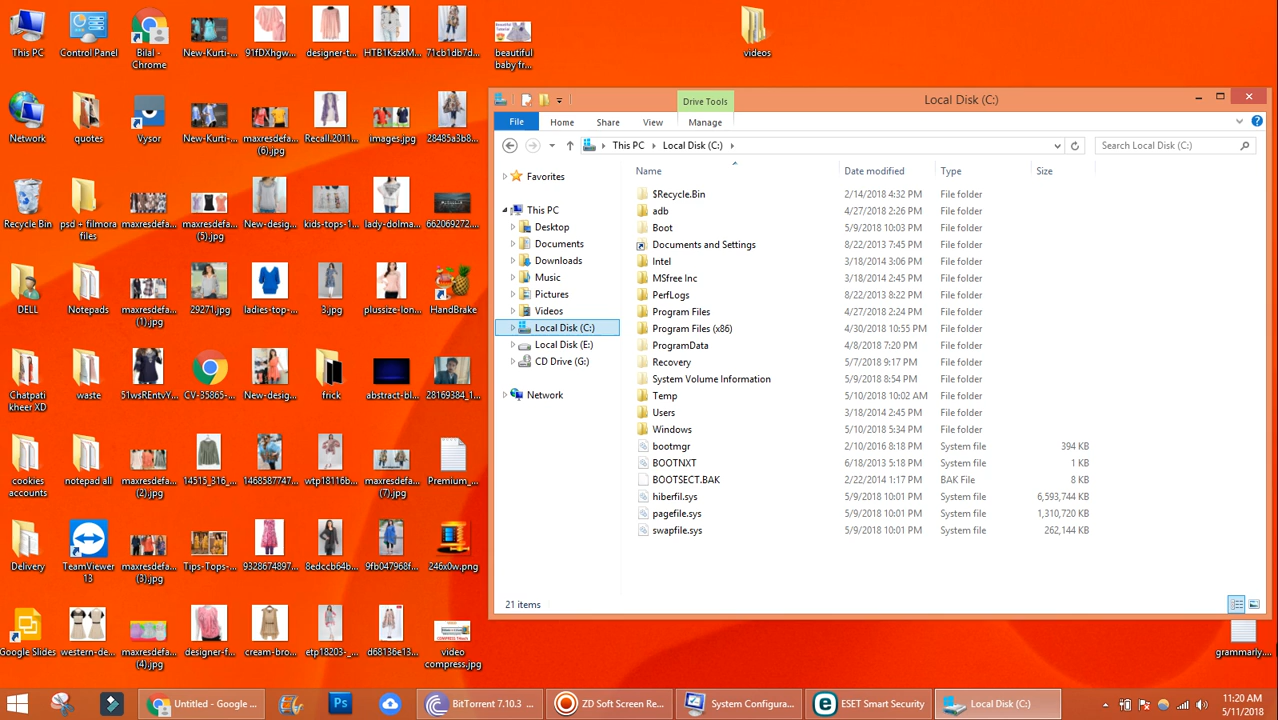 This PC
Control Panel
Bilal -
Chrome
New-Kurti-...
91fDXhgw...
designer-t...
HTB1KszkM...
71cb1db7d...
beautiful
baby fr...
videos
Network
quotes
Vysor
New-Kurti-...
maxresdefa...
(6).jpg
Recall.2011...
images.jpg
28485a3b8...
Recycle Bin
psd + filmora
files
maxresdefa...
maxresdefa...
(5).jpg
New-desig...
kids-tops-1...
lady-dolma...
662069272...
DELL
Notepads
maxresdefa...
(1).jpg
29271.jpg
ladies-top-...
3.jpg
plussize-lon...
HandBrake
Chatpati
kheer XD
waste
51wsREntvY...
CV-35865-...
New-desig...
frick
abstract-bl...
28169384_1...
cookies
accounts
notepad all
maxresdefa...
(2).jpg
14515_316_...
1468587747...
wtp18116b...
maxresdefa...
(7).jpg
Premium_...
Delivery
TeamViewer
13
maxresdefa...
(3).jpg
Tips-Tops-...
9328674897...
8edccb64b...
9fb047968f...
246x0w.png
Google Slides
western-de...
maxresdefa...
(4).jpg
designer-f...
cream-bro...
etp18203-_...
d68136e13...
video
compress.jpg
grammarly....
Drive Tools
Local Disk (C:)
File
Home
Share
View
Manage
This PC
Local Disk (C:)
Search Local Disk (C:)
Favorites
This PC
Desktop
Documents
Downloads
Music
Pictures
Videos
Local Disk (C:)
Local Disk (E:)
CD Drive (G:)
Network
Name Date modified Type Size
$Recycle.Bin 2/14/2018 4:32 PM File folder
adb 4/27/2018 2:26 PM File folder
Boot 5/9/2018 10:03 PM File folder
Documents and Settings 8/22/2013 7:45 PM File folder
Intel 3/18/2014 3:06 PM File folder
MSfree Inc 3/18/2014 2:45 PM File folder
PerfLogs 8/22/2013 8:22 PM File folder
Program Files 4/27/2018 2:24 PM File folder
Program Files (x86) 4/30/2018 10:55 PM File folder
ProgramData 4/8/2018 7:20 PM File folder
Recovery 5/7/2018 9:17 PM File folder
System Volume Information 5/9/2018 8:54 PM File folder
Temp 5/10/2018 10:02 AM File folder
Users 3/18/2014 2:45 PM File folder
Windows 5/10/2018 5:34 PM File folder
bootmgr 2/10/2016 8:18 PM System file 394 KB
BOOTNXT 6/18/2013 5:18 PM System file 1 KB
BOOTSECT.BAK 2/22/2014 1:17 PM BAK File 8 KB
hiberfil.sys 5/9/2018 10:01 PM System file 6,593,744 KB
pagefile.sys 5/9/2018 10:01 PM System file 1,310,720 KB
swapfile.sys 5/9/2018 10:01 PM System file 262,144 KB
21 items
Untitled - Google ...
Ps
BitTorrent 7.10.3 ...
ZD Soft Screen Re...
System Configura...
ESET Smart Security
Local Disk (C:)
11:20 AM
5/11/2018